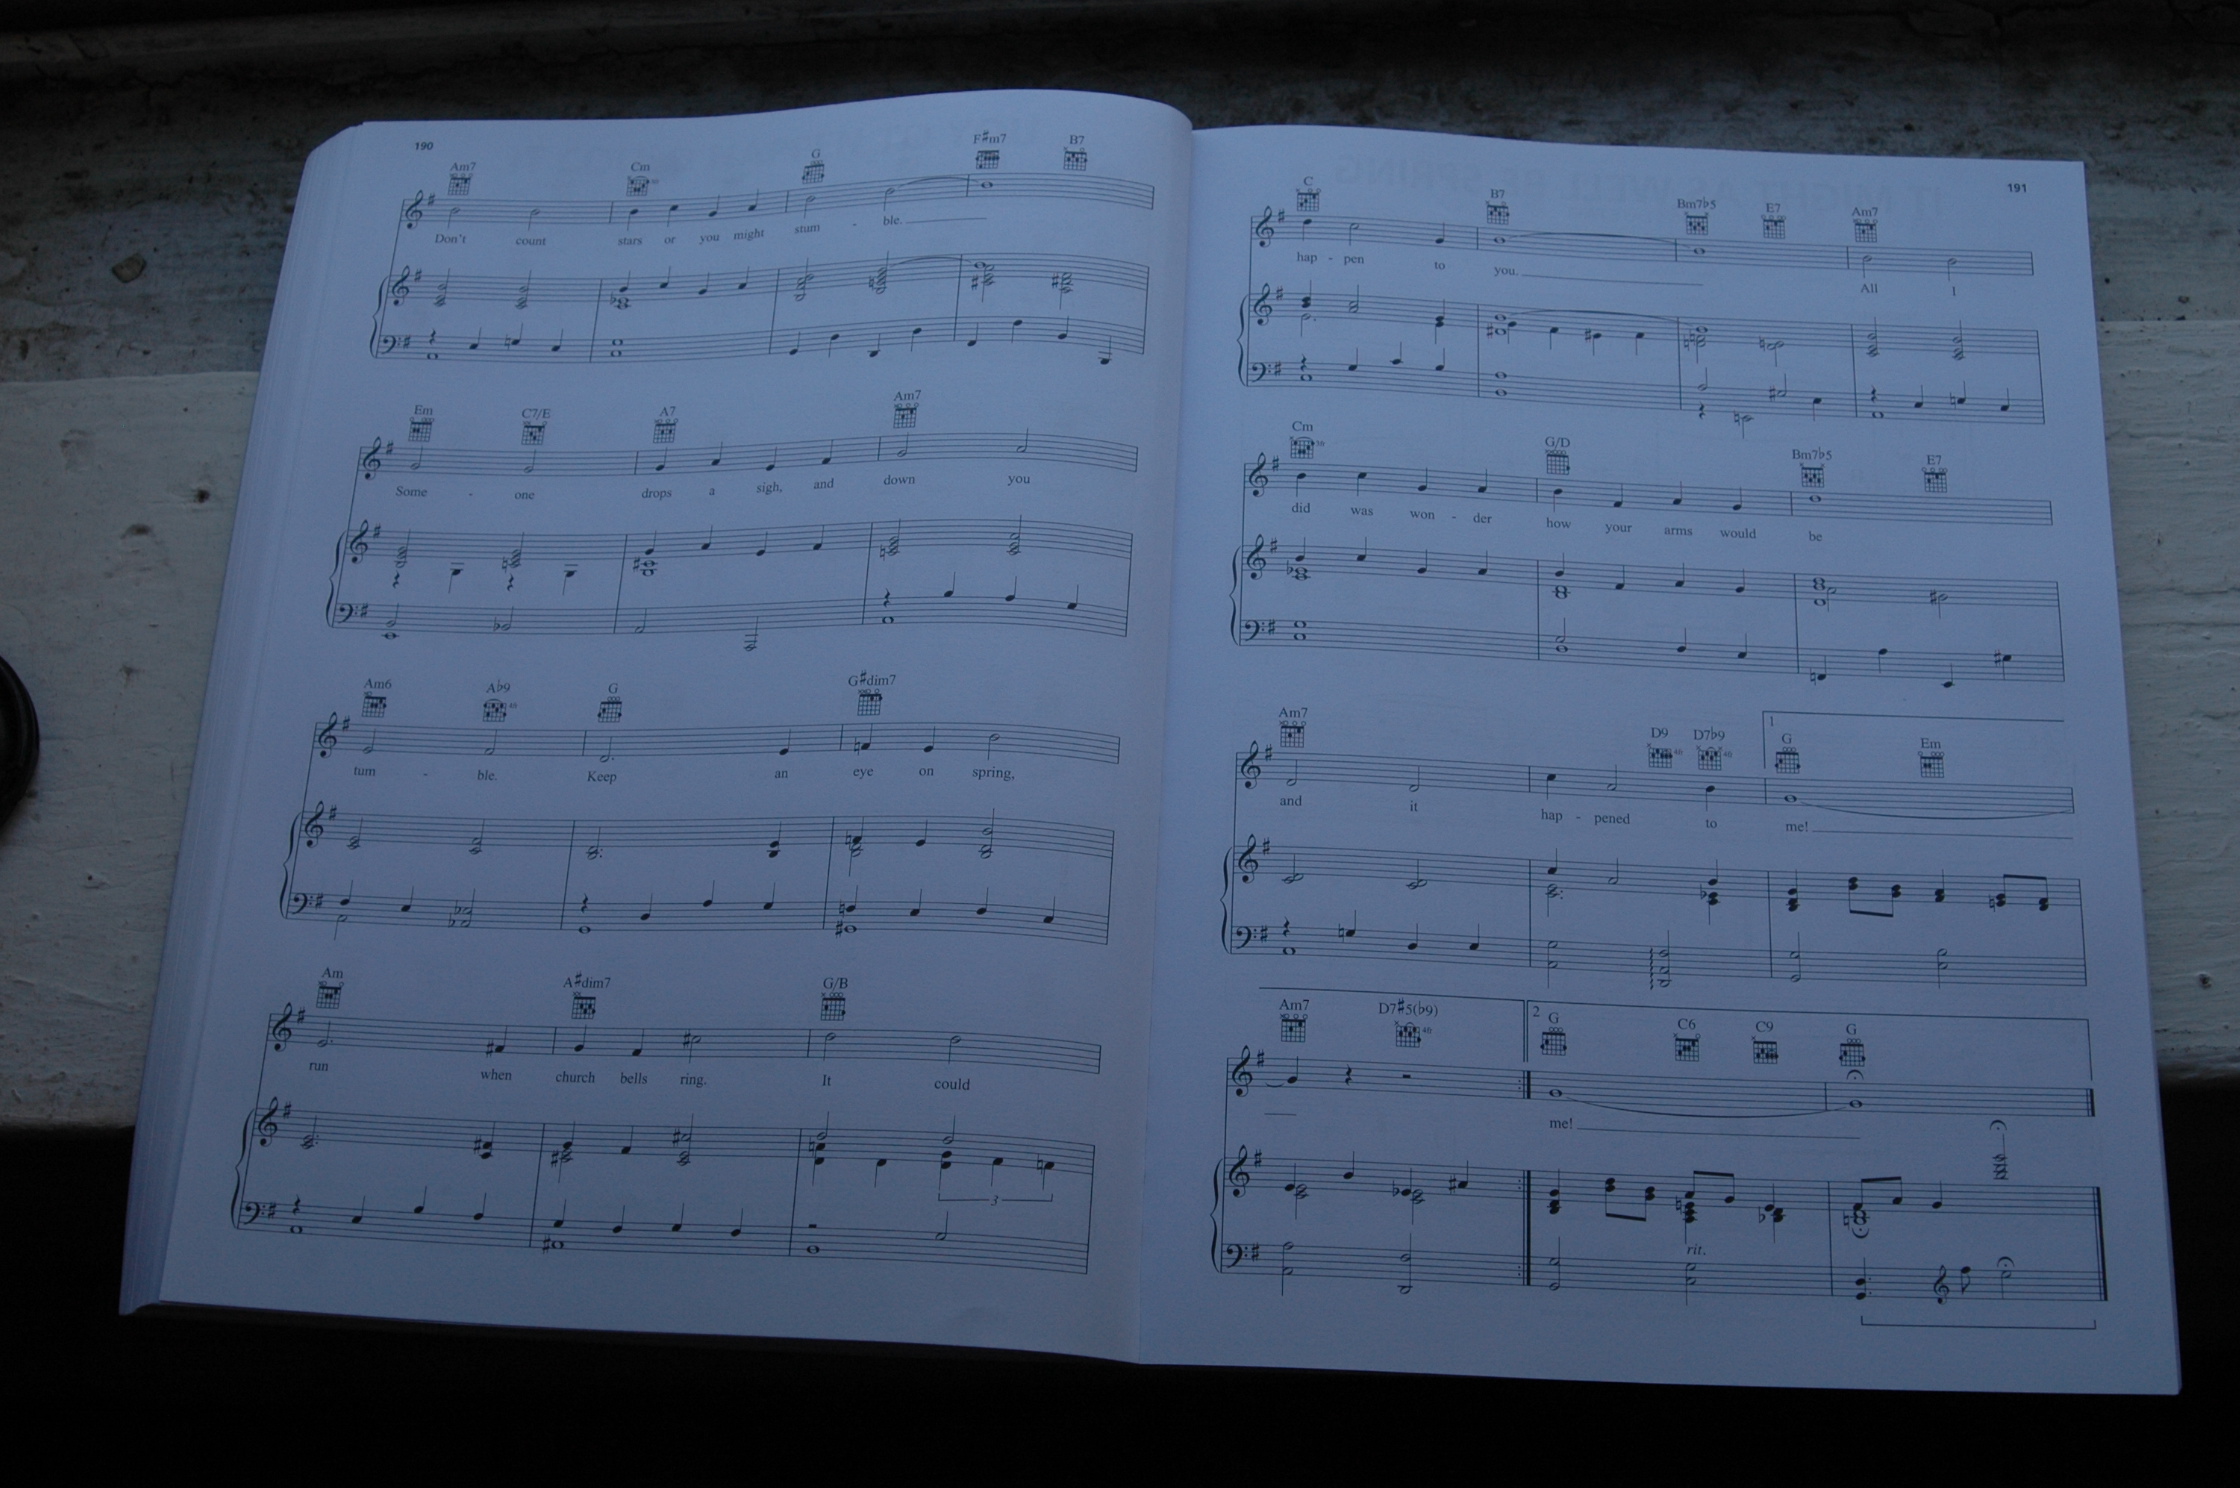 190
Am7 Cm G F♯m7 B7
Don't count stars or you might stum - ble.
Em C7/E A7 Am7
Some - one drops a sigh, and down you
Am6 A♭9 G G♯dim7
tum - ble. Keep an eye on spring,
Am A♯dim7 G/B
run when church bells ring. It could
3
191
C B7 Bm7♭5 E7 Am7
hap - pen to you. All I
Cm G/D Bm7♭5 E7
did was won - der how your arms would be
Am7 D9 D7♭9 1 G Em
and it hap - pened to me!
Am7 D7♯5(♭9) 2 G C6 C9 G
me!
rit.